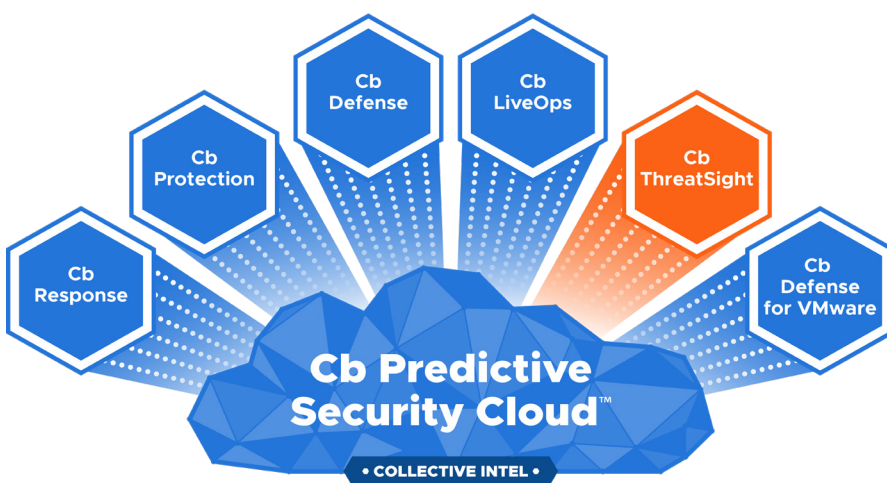 Cb
Response
Cb
Protection
Cb
Defense
Cb
LiveOps
Cb
ThreatSight
Cb
Defense
for VMware
Cb Predictive
Security Cloud™
• COLLECTIVE INTEL •